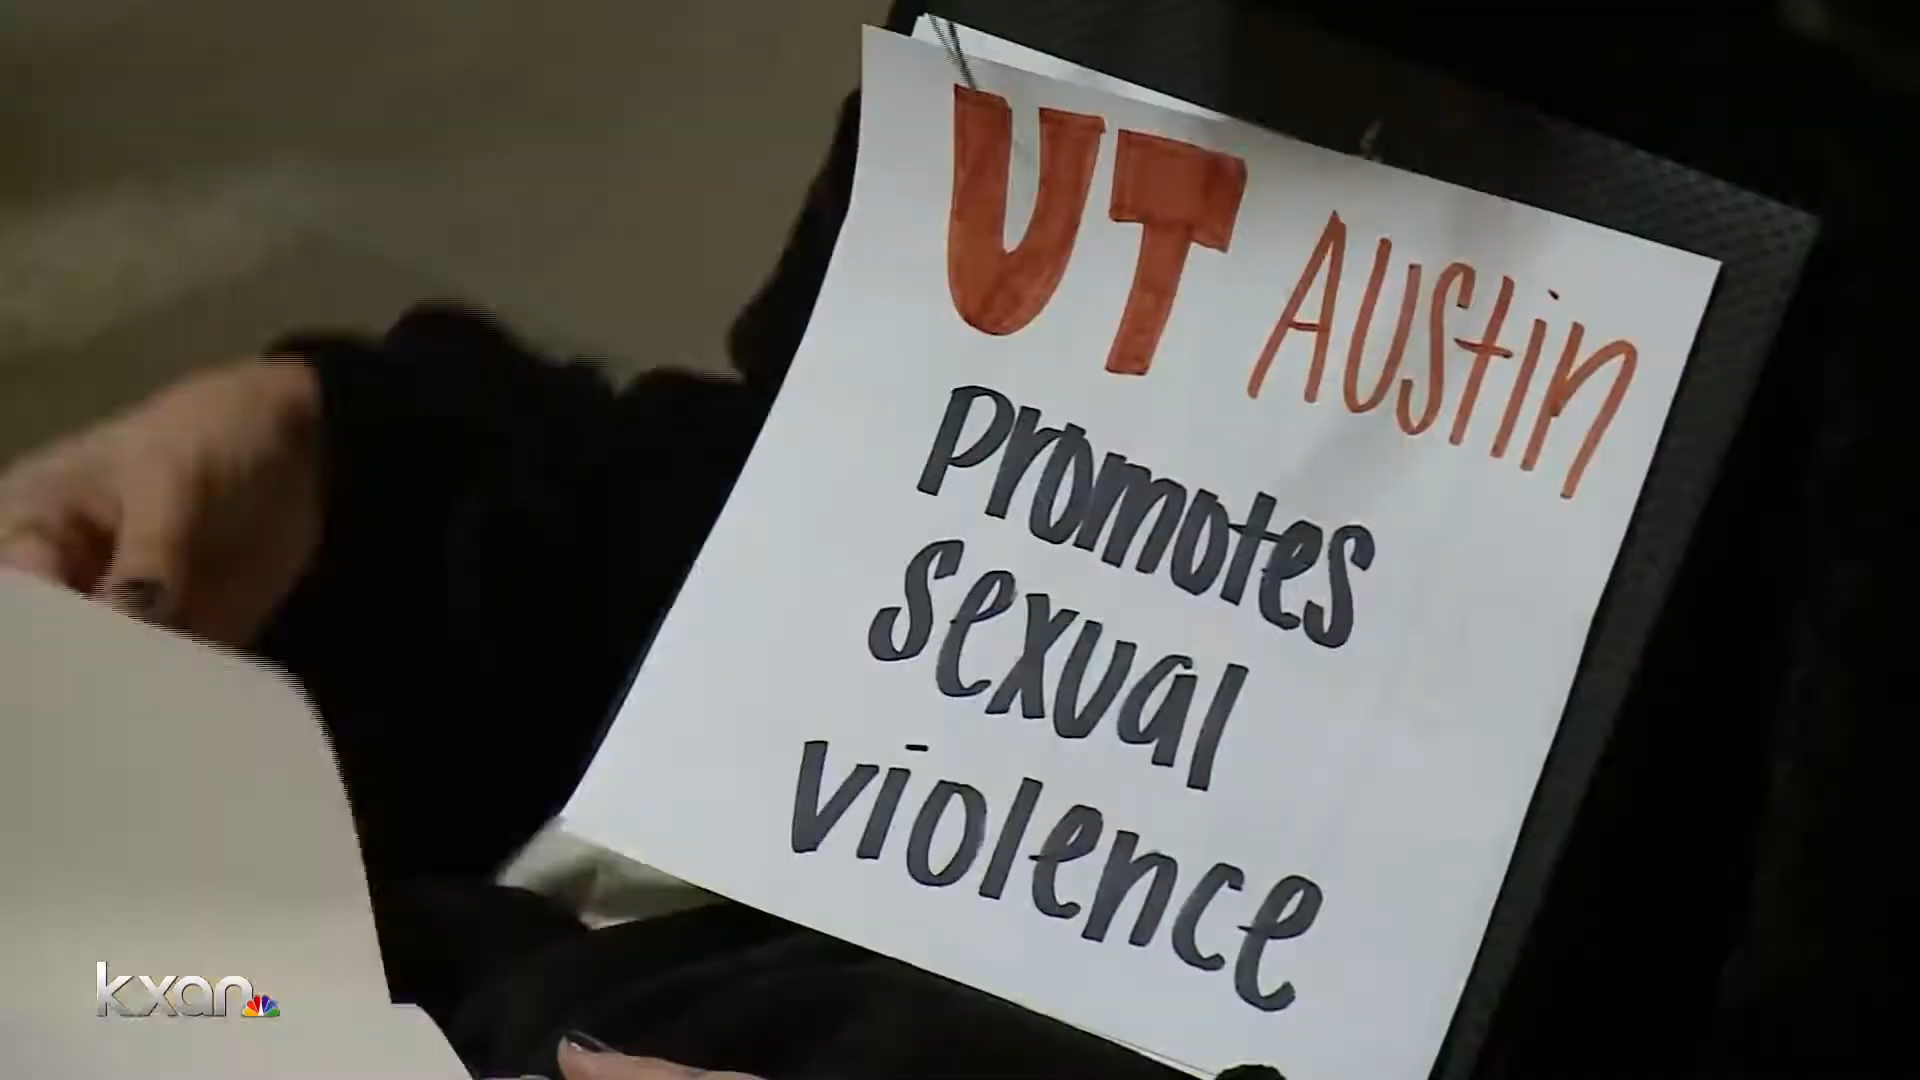 UT Austin
promotes
sexual
violence
kxan